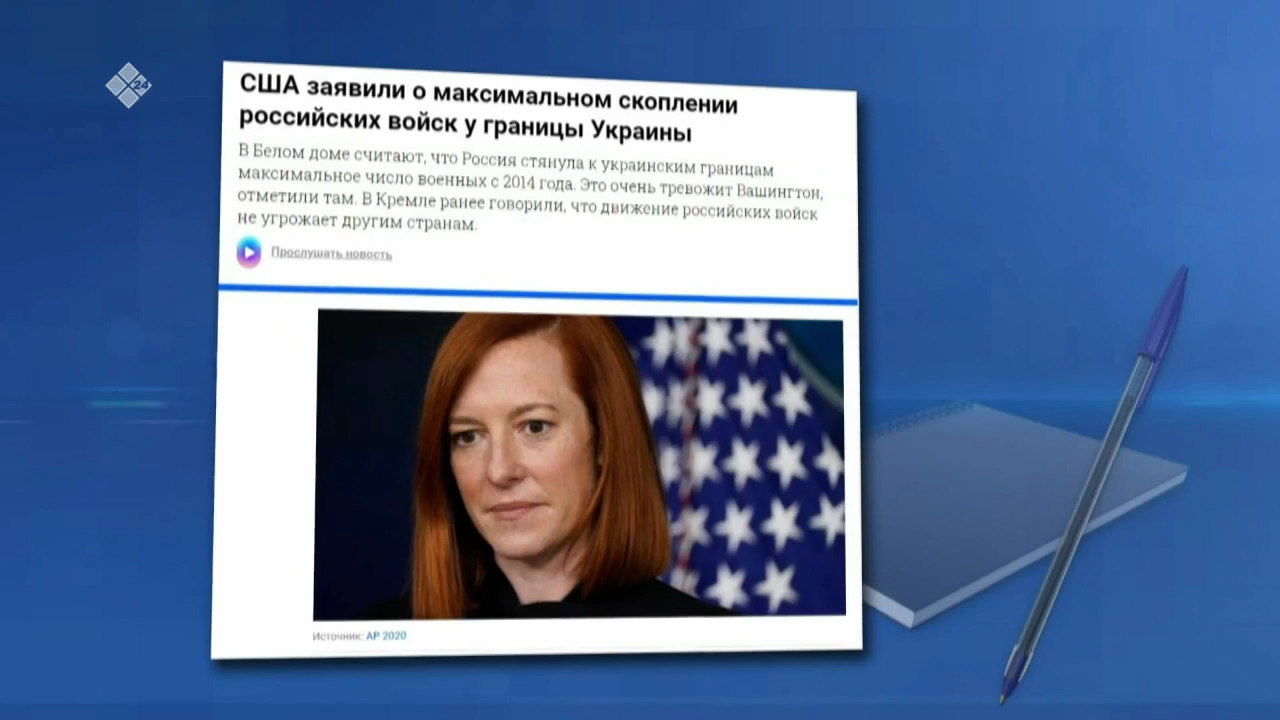 x24
США заявили о максимальном скоплении
российских войск у границы Украины
В Белом доме считают, что Россия стянула к украинским границам
максимальное число военных с 2014 года. Это очень тревожит Вашингтон,
отметили там. В Кремле ранее говорили, что движение российских войск
не угрожает другим странам.
Прослушать новость
Источник: AP 2020